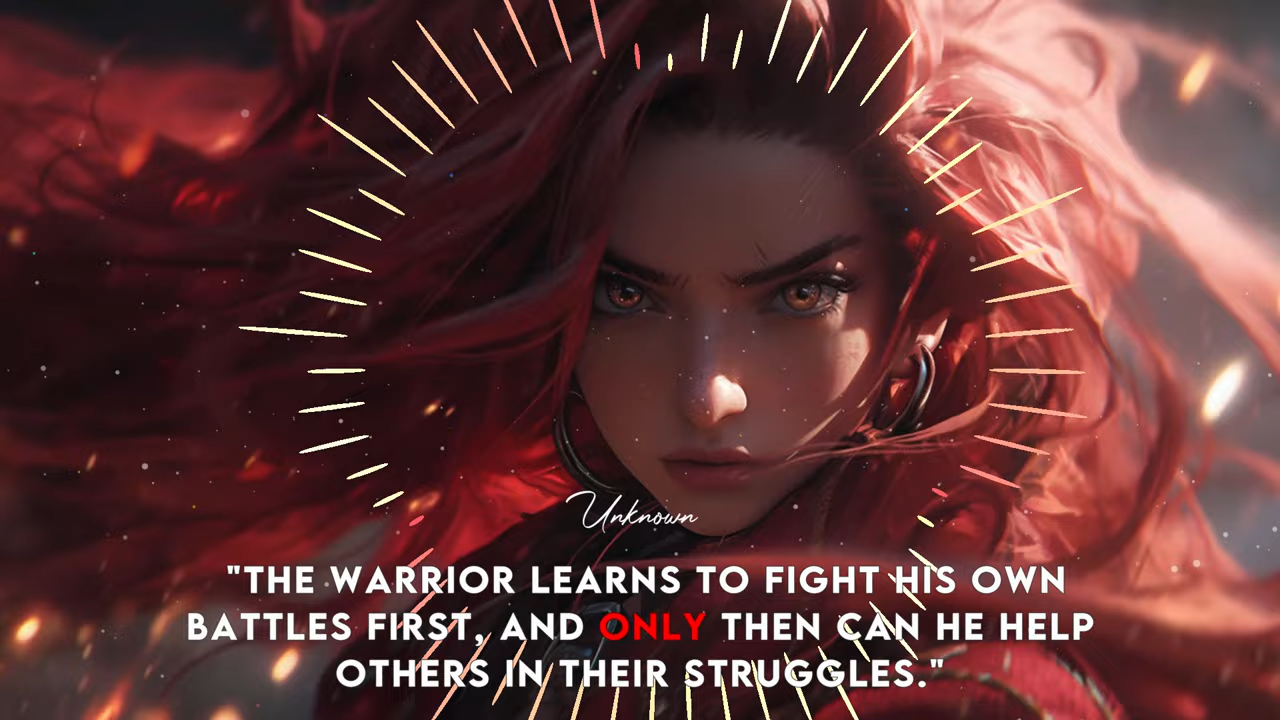 Unknown
"THE WARRIOR LEARNS TO FIGHT HIS OWN
BATTLES FIRST, AND ONLY THEN CAN HE HELP
OTHERS IN THEIR STRUGGLES."